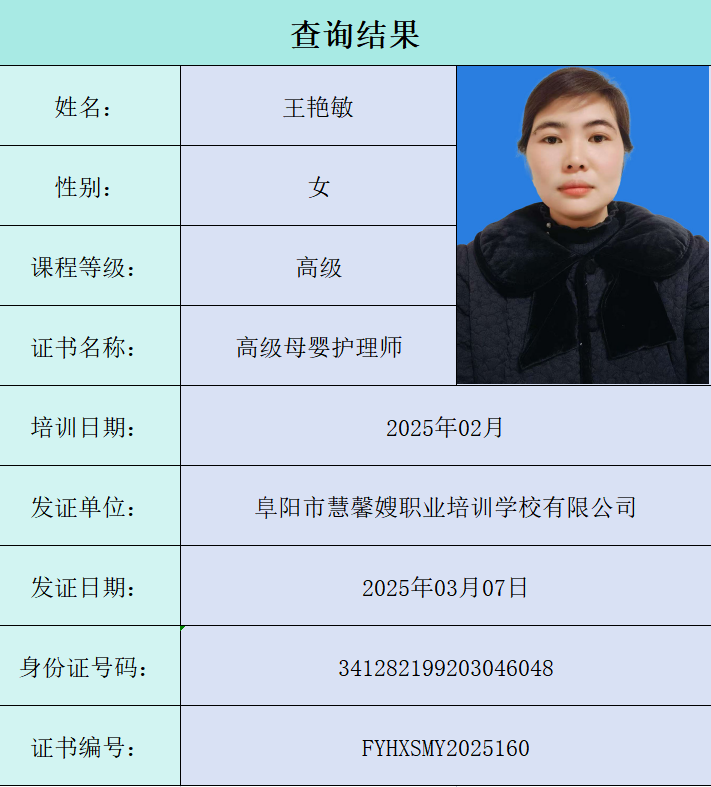 查询结果
姓名： 王艳敏
性别： 女
课程等级： 高级
证书名称： 高级母婴护理师
培训日期： 2025年02月
发证单位： 阜阳市慧馨嫂职业培训学校有限公司
发证日期： 2025年03月07日
身份证号码： 341282199203046048
证书编号： FYHXSMY2025160